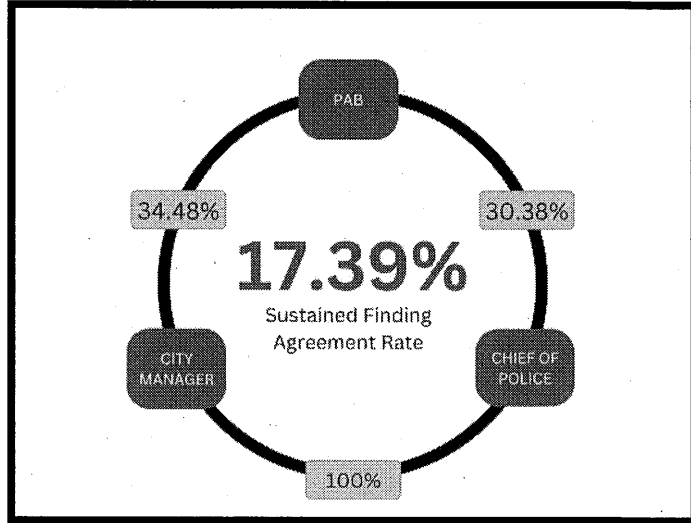 PAB
34.48%
30.38%
17.39%
Sustained Finding
Agreement Rate
CITY
MANAGER
CHIEF OF
POLICE
100%